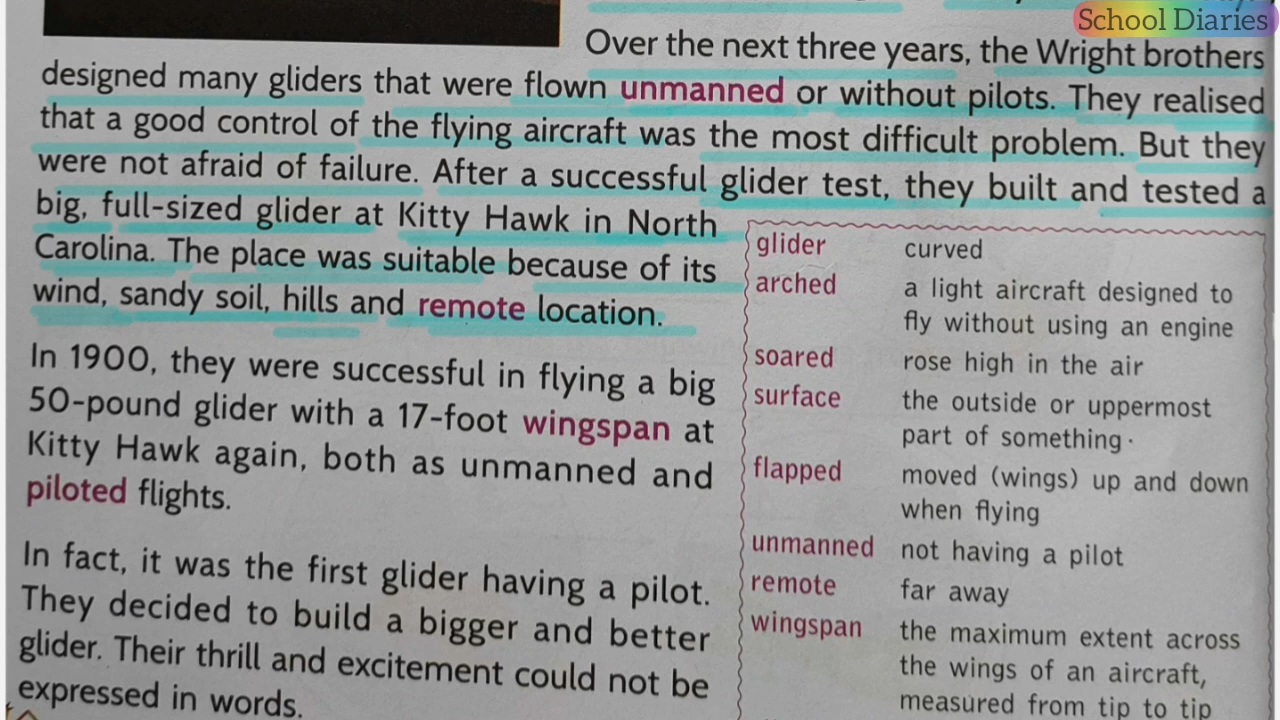 School Diaries
Over the next three years, the Wright brothers
designed many gliders that were flown unmanned or without pilots. They realised
that a good control of the flying aircraft was the most difficult problem. But they
were not afraid of failure. After a successful glider test, they built and tested a
big, full-sized glider at Kitty Hawk in North
Carolina. The place was suitable because of its
wind, sandy soil, hills and remote location.
In 1900, they were successful in flying a big
50-pound glider with a 17-foot wingspan at
Kitty Hawk again, both as unmanned and
piloted flights.
In fact, it was the first glider having a pilot.
They decided to build a bigger and better
glider. Their thrill and excitement could not be
expressed in words.
glider curved
arched a light aircraft designed to
fly without using an engine
soared rose high in the air
surface the outside or uppermost
part of something
flapped moved (wings) up and down
when flying
unmanned not having a pilot
remote far away
wingspan the maximum extent across
the wings of an aircraft,
measured from tip to tip